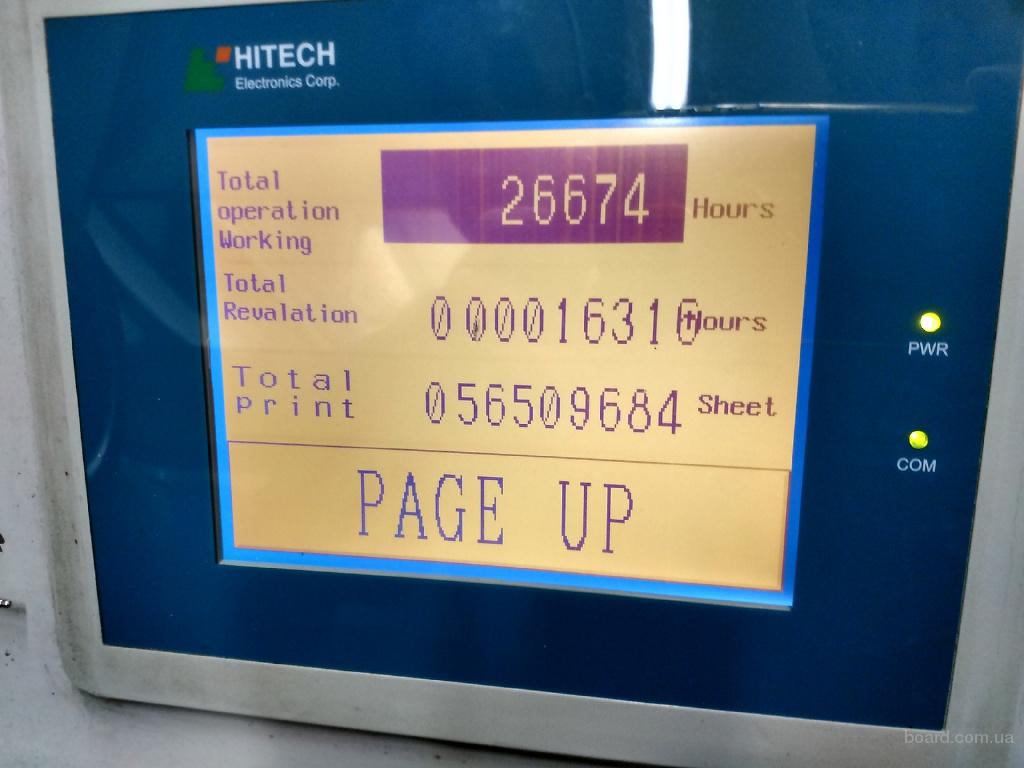 HITECH
Electronics Corp.
Total
operation
Working
26674 Hours
Total
Revalation
000016316 Hours
Total
print
056509684 Sheet
PAGE UP
PWR
COM
board.com.ua